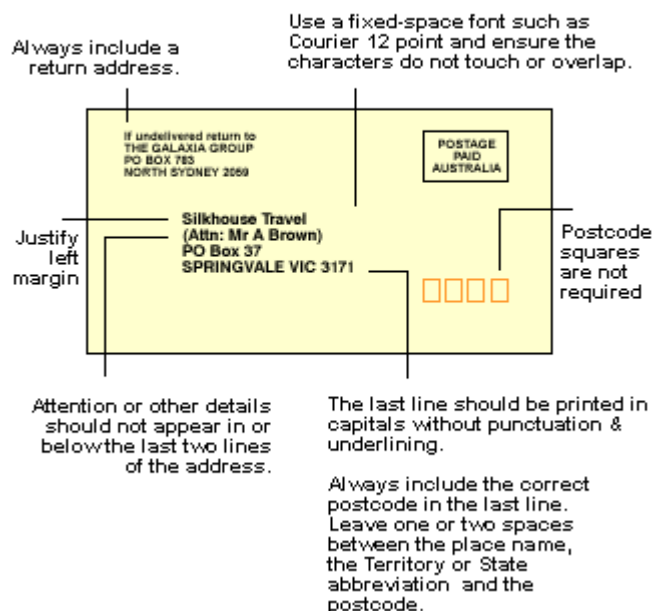 Always include a
return address.
Use a fixed-space font such as
Courier 12 point and ensure the
characters do not touch or overlap.
If undelivered return to
THE GALAXIA GROUP
PO BOX 783
NORTH SYDNEY 2059
POSTAGE
PAID
AUSTRALIA
Silkhouse Travel
(Attn: Mr A Brown)
PO Box 37
SPRINGVALE VIC 3171
Justify
left
margin
Postcode
squares
are not
required
Attention or other details
should not appear in or
below the last two lines
of the address.
The last line should be printed in
capitals without punctuation &
underlining.
Always include the correct
postcode in the last line.
Leave one or two spaces
between the place name,
the Territory or State
abbreviation and the
postcode.